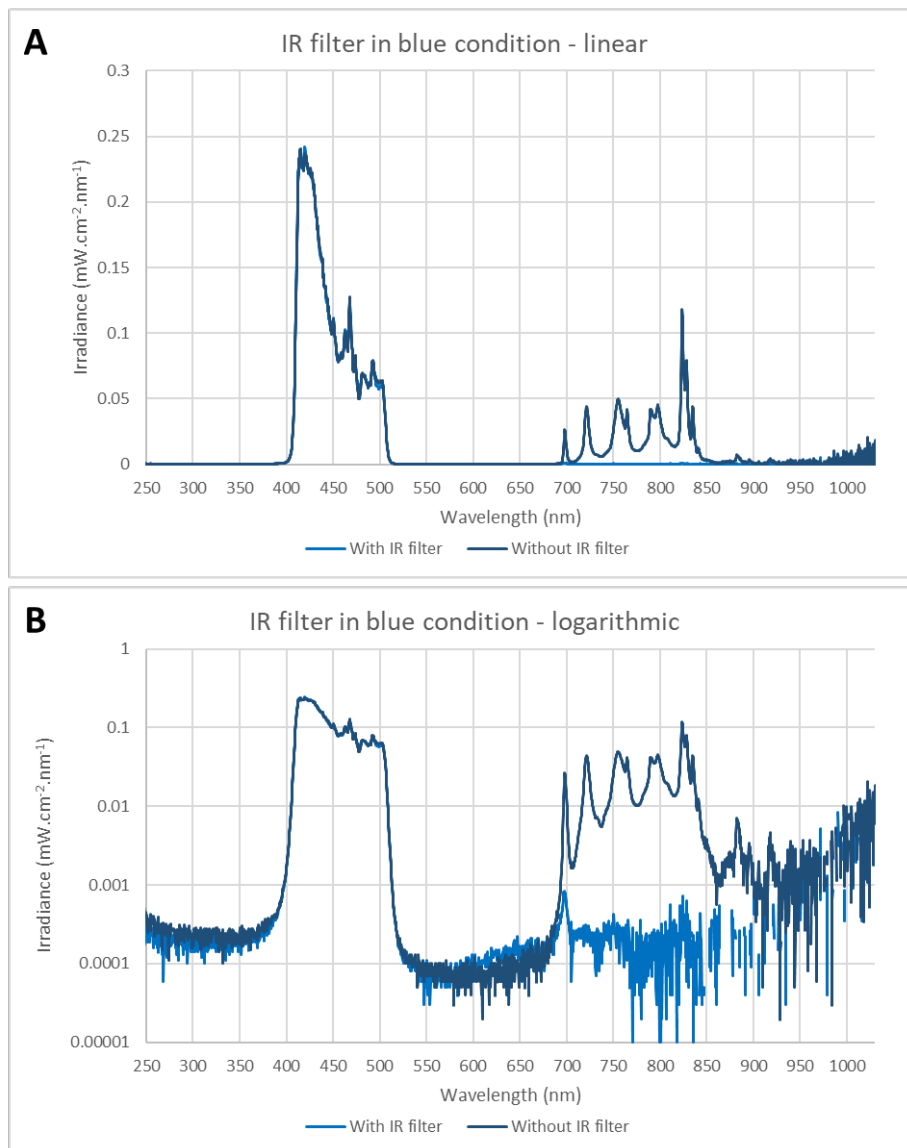 A
IR filter in blue condition - linear
0.3
0.25
0.2
0.15
0.1
0.05
0
Irradiance (mW.cm-2.nm-1)
250 300 350 400 450 500 550 600 650 700 750 800 850 900 950 1000
Wavelength (nm)
With IR filter Without IR filter
B
IR filter in blue condition - logarithmic
1
0.1
0.01
0.001
0.0001
0.00001
Irradiance (mW.cm-2.nm-1)
250 300 350 400 450 500 550 600 650 700 750 800 850 900 950 1000
Wavelength (nm)
With IR filter Without IR filter